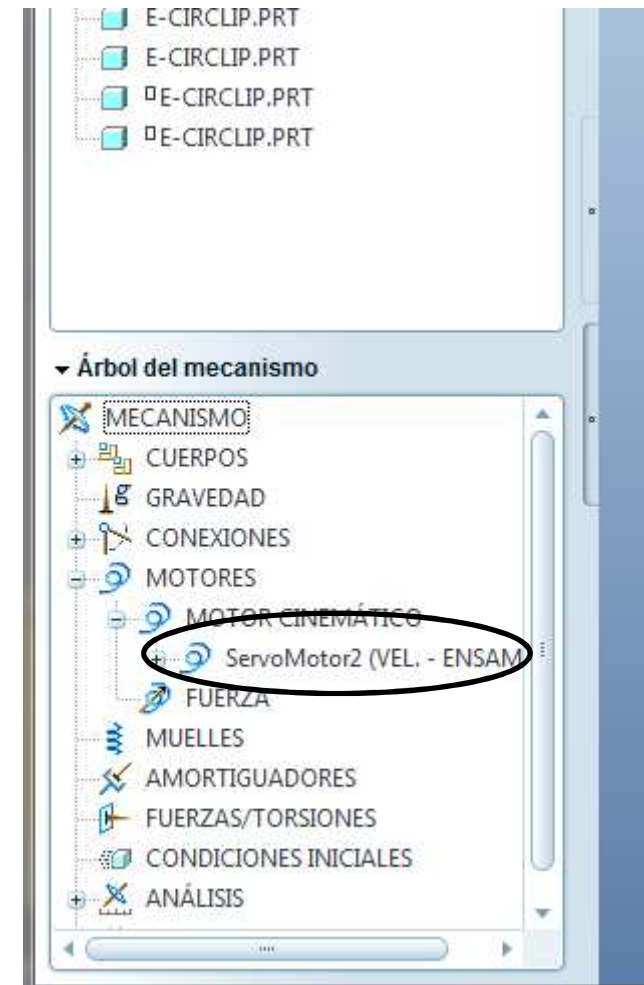 E-CIRCLIP.PRT
E-CIRCLIP.PRT
E-CIRCLIP.PRT
E-CIRCLIP.PRT
Árbol del mecanismo
MECANISMO
CUERPOS
GRAVEDAD
CONEXIONES
MOTORES
MOTOR CINEMÁTICO
ServoMotor2 (VEL. - ENSAM
FUERZA
MUELLES
AMORTIGUADORES
FUERZAS/TORSIONES
CONDICIONES INICIALES
ANÁLISIS